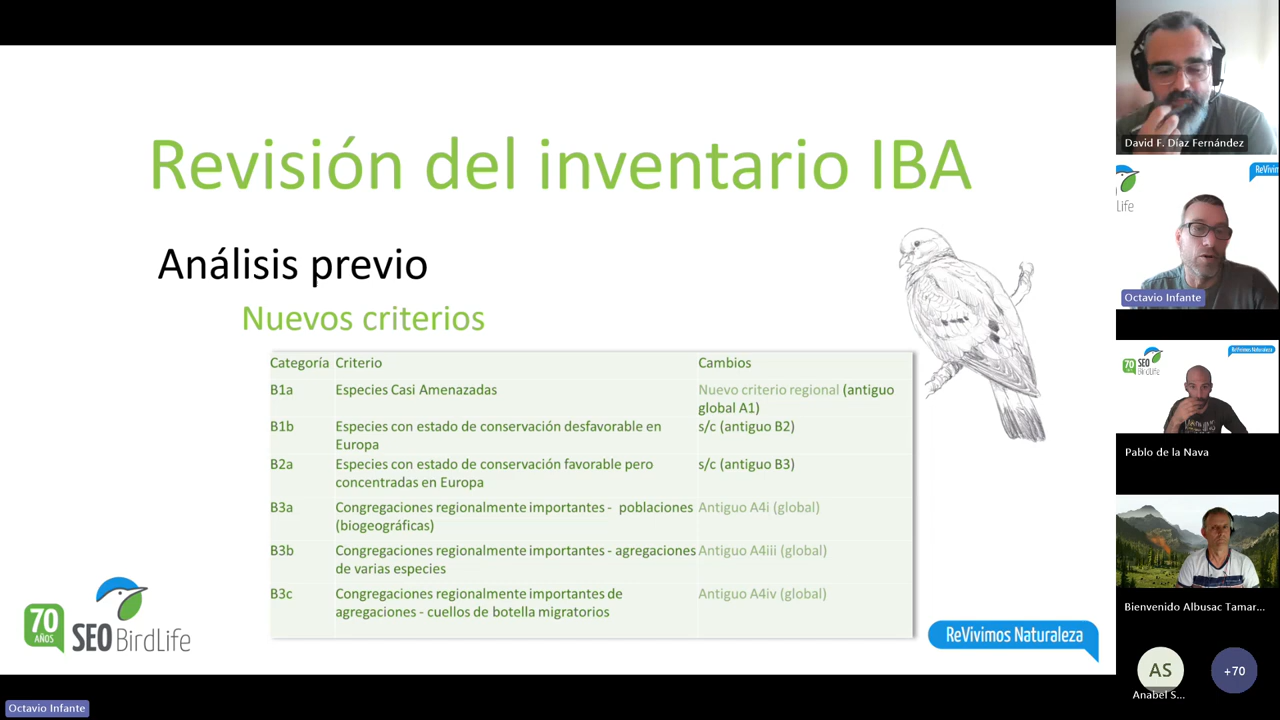 Revisión del inventario IBA
Análisis previo
Nuevos criterios
Categoría Criterio Cambios
B1a Especies Casi Amenazadas Nuevo criterio regional (antiguo
global A1)
B1b Especies con estado de conservación desfavorable en s/c (antiguo B2)
Europa
B2a Especies con estado de conservación favorable pero s/c (antiguo B3)
concentradas en Europa
B3a Congregaciones regionalmente importantes - poblaciones Antiguo A4i (global)
(biogeográficas)
B3b Congregaciones regionalmente importantes - agregaciones Antiguo A4iii (global)
de varias especies
B3c Congregaciones regionalmente importantes de Antiguo A4iv (global)
agregaciones - cuellos de botella migratorios
70
AÑOS
SEO BirdLife
ReVivimos Naturaleza
Octavio Infante
David F. Díaz Fernández
Octavio Infante
70
SEO
BirdLife
ReVivimos Naturaleza
Pablo de la Nava
Bienvenido Albusac Tamar...
AS
Anabel S...
+70